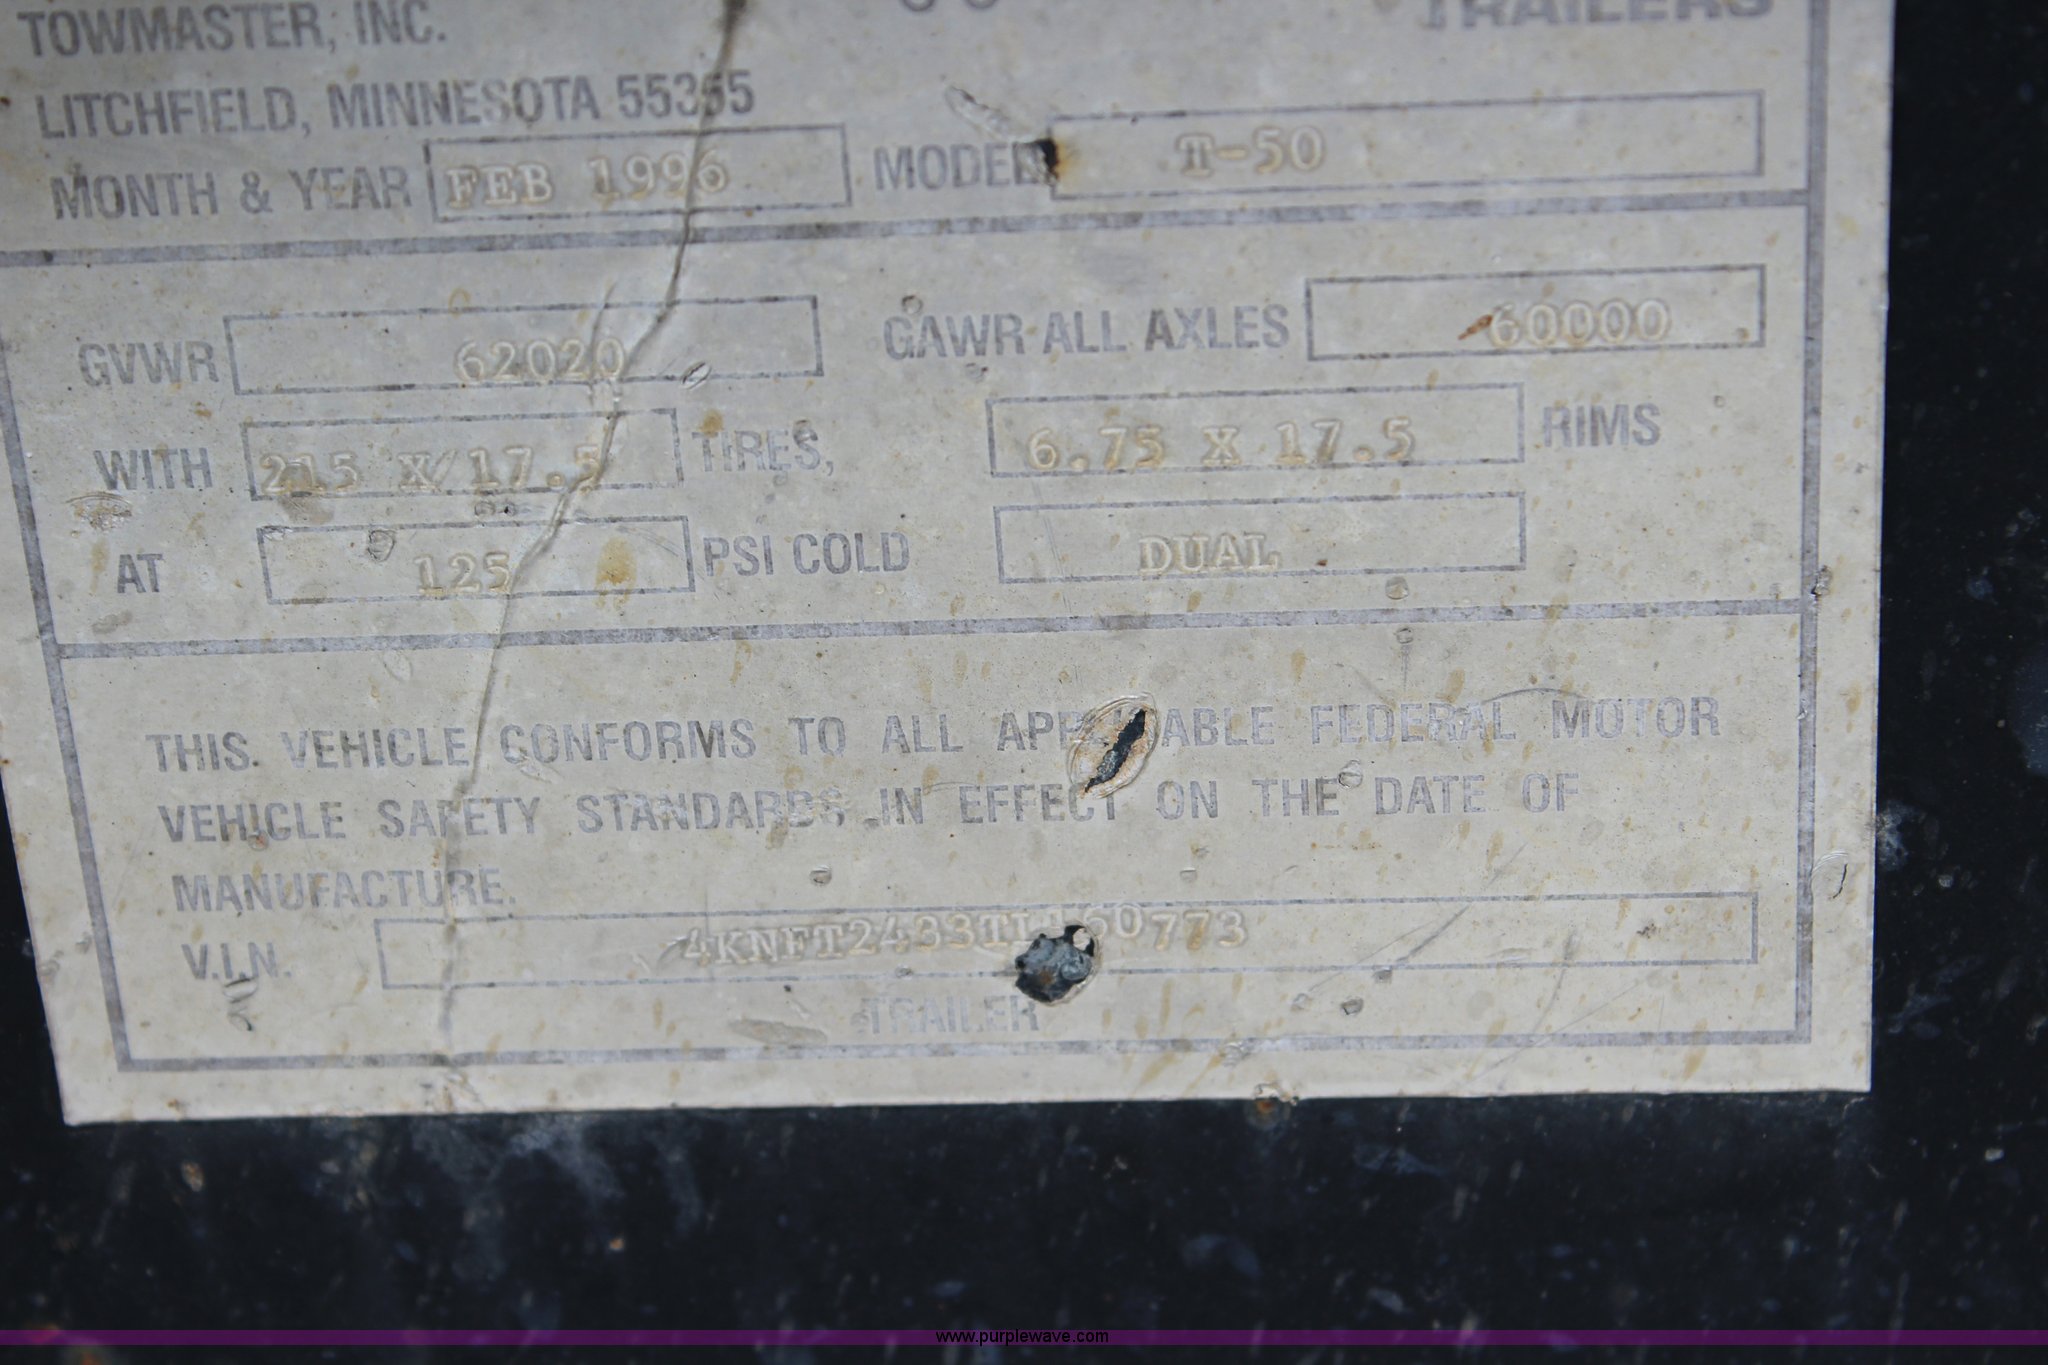 TOWMASTER, INC.
TRAILERS
LITCHFIELD, MINNESOTA 55355
MONTH & YEAR FEB 1996 MODEL T-50
GVWR 62020 GAWR ALL AXLES 60000
WITH 215 X 17.5 TIRES, 6.75 X 17.5 RIMS
AT 125 PSI COLD DUAL
THIS VEHICLE CONFORMS TO ALL APPLICABLE FEDERAL MOTOR
VEHICLE SAFETY STANDARDS IN EFFECT ON THE DATE OF
MANUFACTURE.
V.I.N.
TRAILER
www.purplewave.com